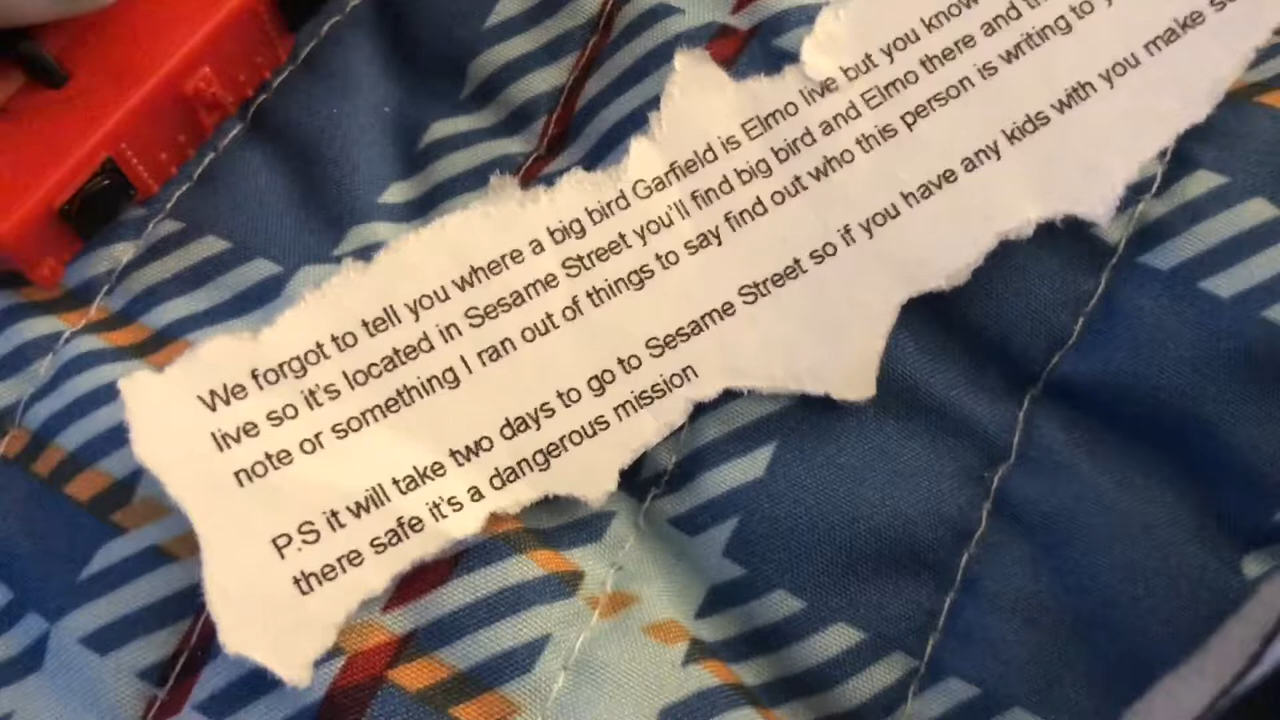 We forgot to tell you where a big bird Garfield is Elmo live but you know
live so it's located in Sesame Street you'll find big bird and Elmo there and
note or something I ran out of things to say find out who this person is writing to
P.S it will take two days to go to Sesame Street so if you have any kids with you make
there safe it's a dangerous mission